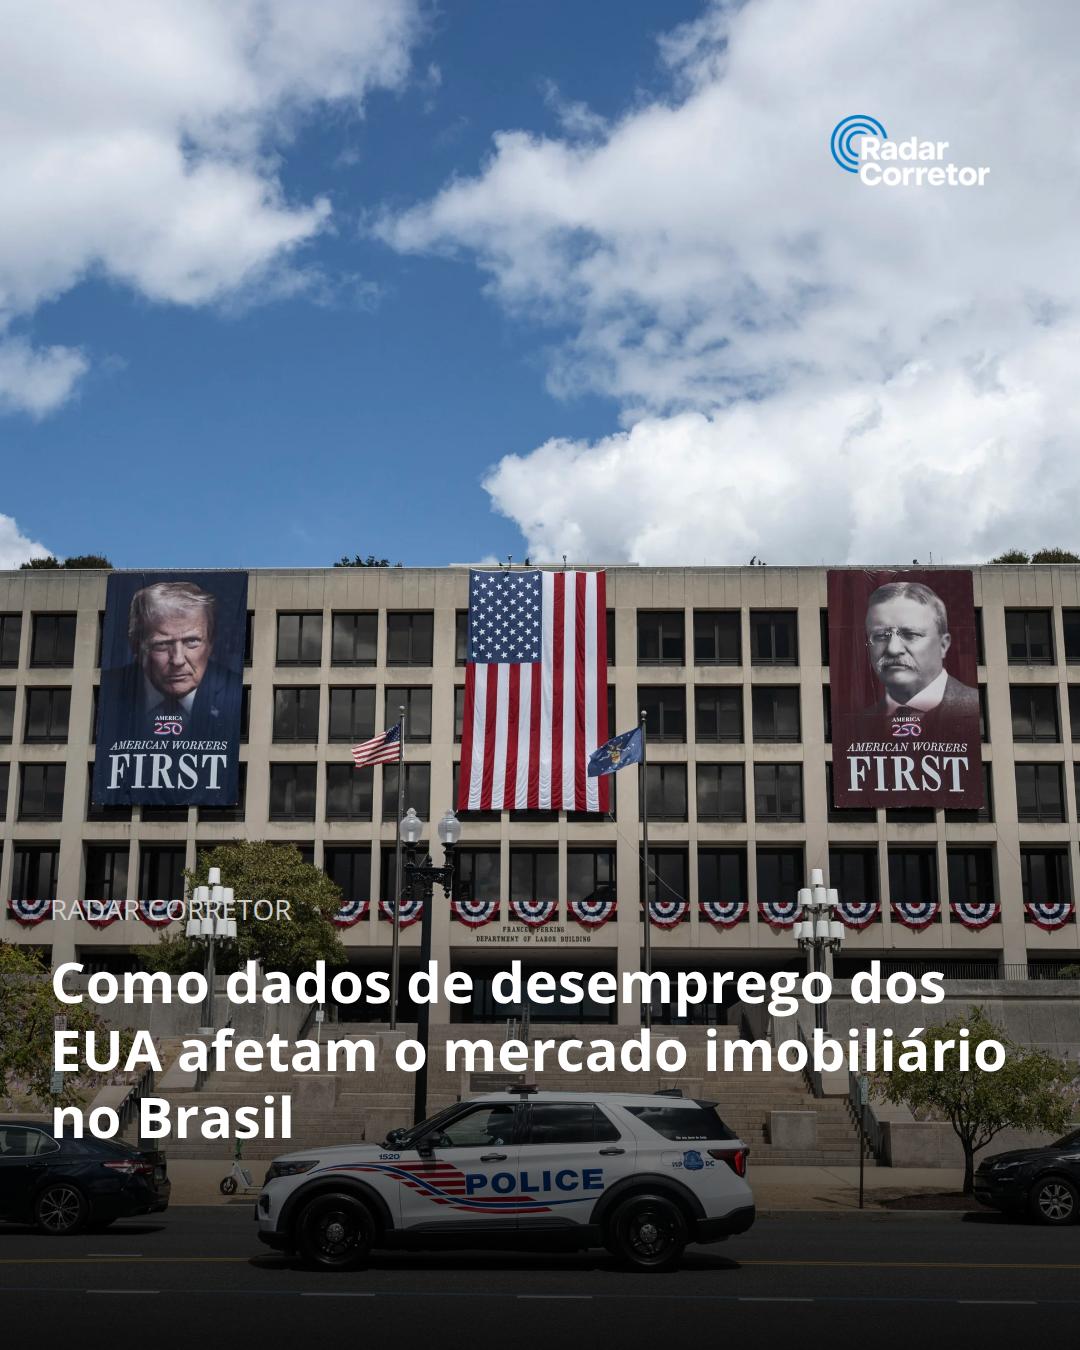 Radar
Corretor
AMERICA
250
AMERICAN WORKERS
FIRST
AMERICA
250
AMERICAN WORKERS
FIRST
RADAR CORRETOR
FRANCES PERKINS
DEPARTMENT OF LABOR BUILDING
Como dados de desemprego dos
EUA afetam o mercado imobiliário
no Brasil
1520
POLICE
DC